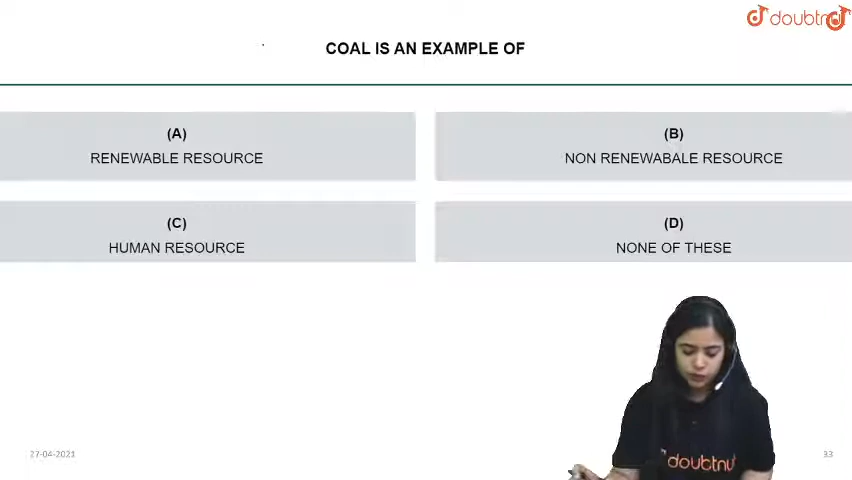 doubtnut
COAL IS AN EXAMPLE OF
(A)
RENEWABLE RESOURCE
(B)
NON RENEWABALE RESOURCE
(C)
HUMAN RESOURCE
(D)
NONE OF THESE
doubtnut
27-04-2021
33